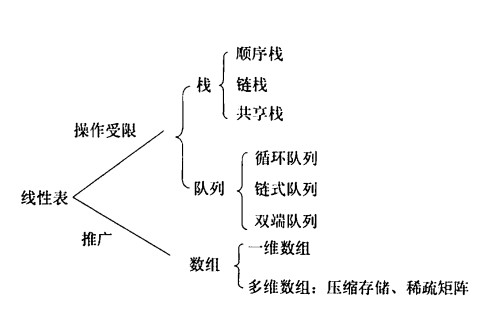 顺序栈
栈
链栈
共享栈
操作受限
循环队列
队列
链式队列
双端队列
线性表
推广
一维数组
数组
多维数组：压缩存储、稀疏矩阵